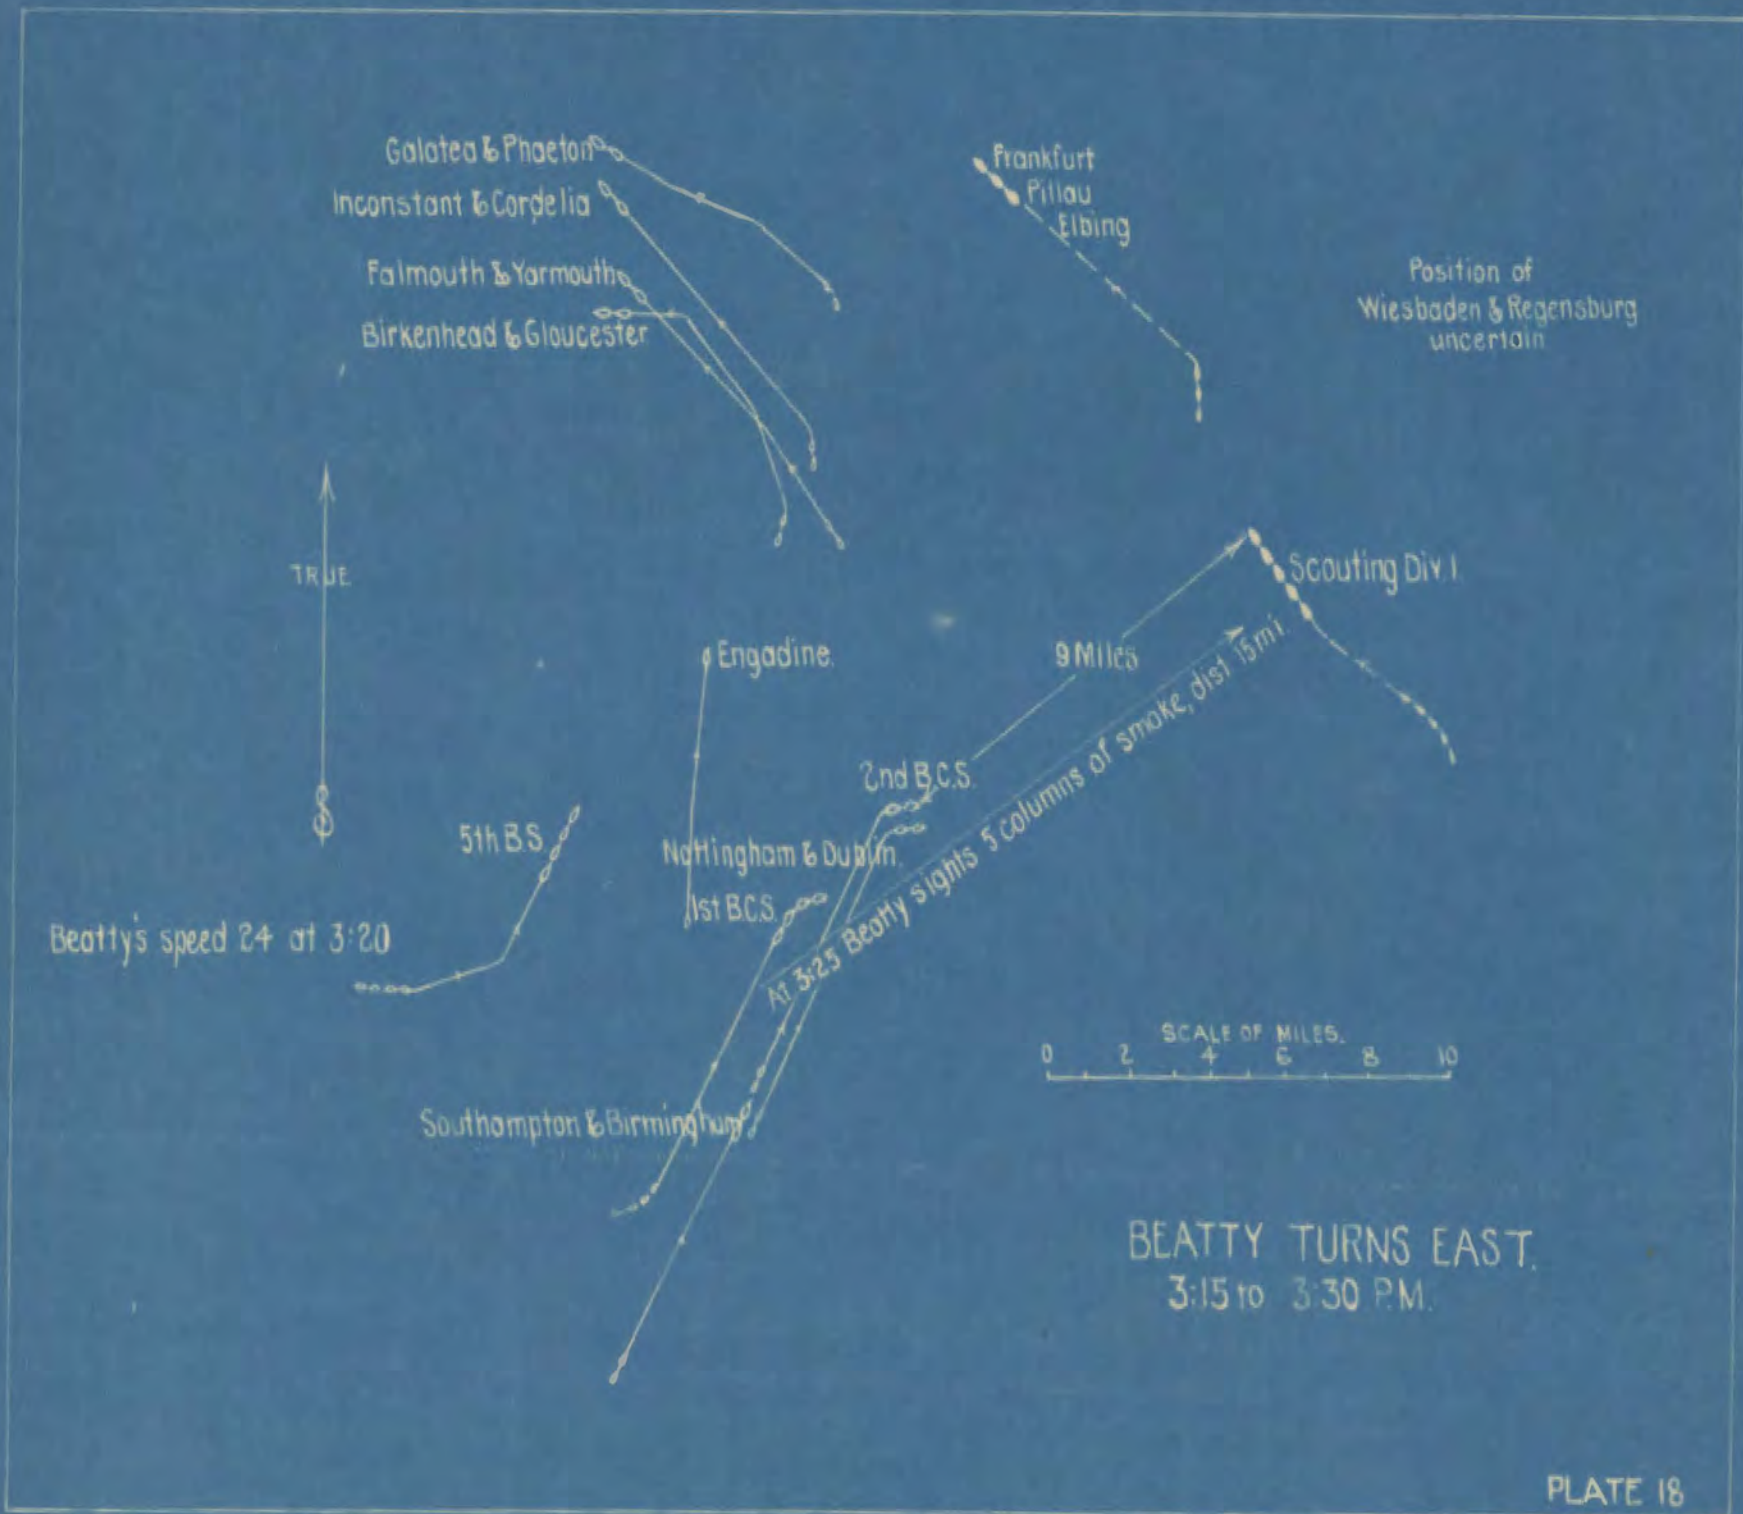 Galatea & Phaeton
Inconstant & Cordelia
Falmouth & Yarmouth
Birkenhead & Gloucester
Frankfurt
Pillau
Elbing
Position of
Wiesbaden & Regensburg
uncertain
TRUE
Scouting Div. 1.
Engadine.
9 Miles
2nd B.C.S.
5th B.S.
Nottingham & Dublin.
1st B.C.S.
At 3:25 Beatty sights 5 columns of smoke, dist 15 mi.
Beatty's speed 24 at 3:20
SCALE OF MILES.
0 2 4 6 8 10
Southampton & Birmingham
BEATTY TURNS EAST.
3:15 to 3:30 P.M.
PLATE 18